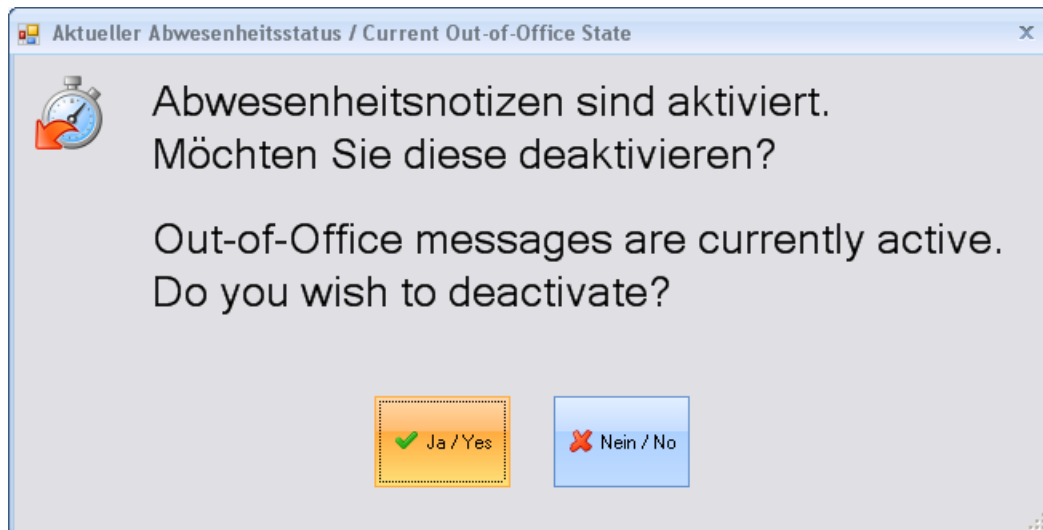 Aktueller Abwesenheitsstatus / Current Out-of-Office State
Abwesenheitsnotizen sind aktiviert.
Möchten Sie diese deaktivieren?
Out-of-Office messages are currently active.
Do you wish to deactivate?
Ja / Yes
Nein / No